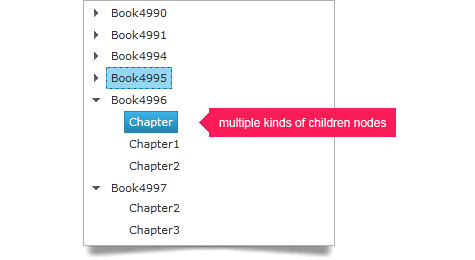 Book4990
Book4991
Book4994
Book4995
Book4996
Chapter
multiple kinds of children nodes
Chapter1
Chapter2
Book4997
Chapter2
Chapter3